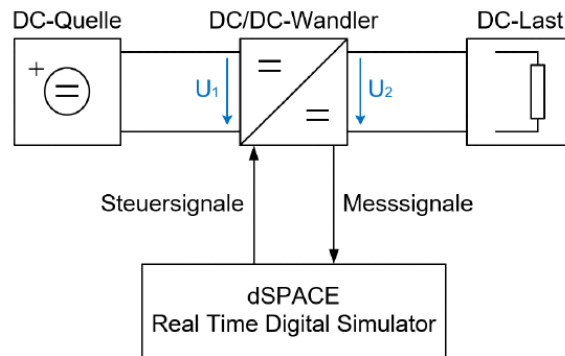 DC-Quelle
DC/DC-Wandler
DC-Last
+
=
=
=
U₁
U₂
Steuersignale
Messsignale
dSPACE
Real Time Digital Simulator